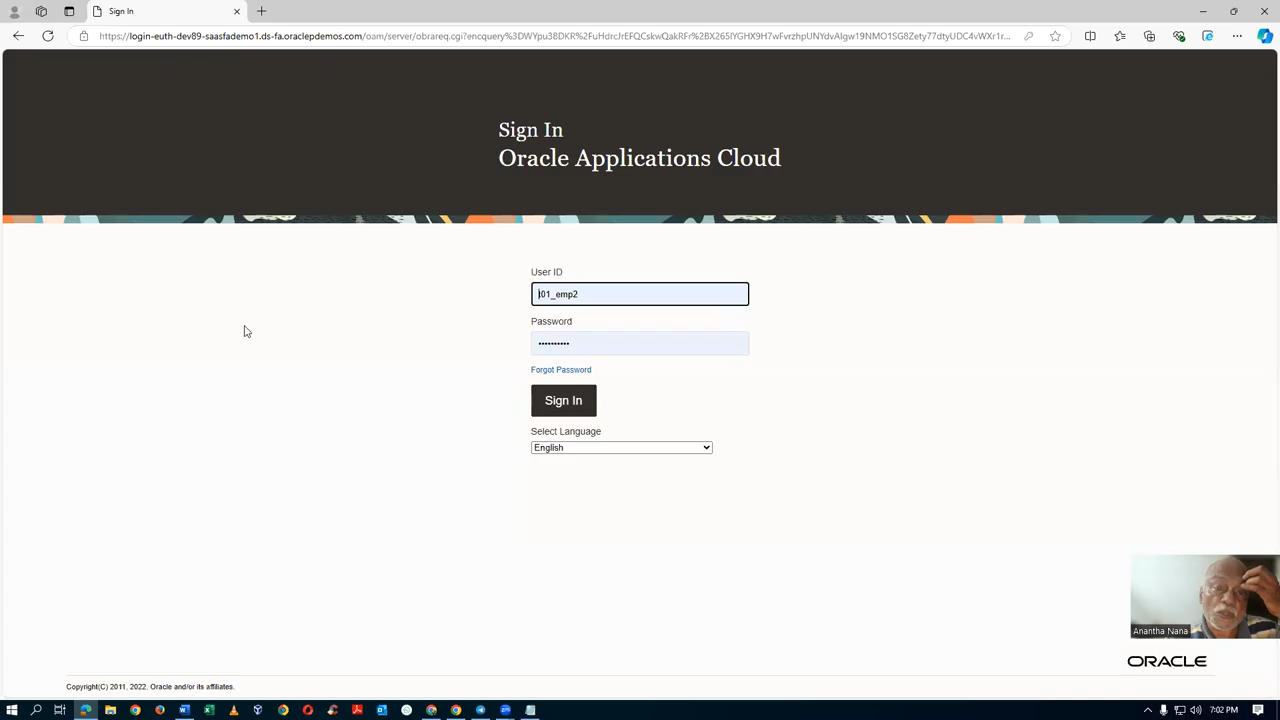 Sign In
https://login-euth-dev89-saasfademo1.ds-fa.oraclepdemos.com/oam/server/obrareq.cgi?encquery%3DWYpu38DKR%2FuHdrcJrEFQCskwQakRFr%2BX265IYGHX9H7wFvrzhpUNYdvAIgw19NMO1SG8Zety77dtyUDC4vWXr1r...
Sign In
Oracle Applications Cloud
User ID
t01_emp2
Password
Forgot Password
Sign In
Select Language
English
Anantha Nana
ORACLE
Copyright(C) 2011, 2022. Oracle and/or its affiliates.
7:02 PM